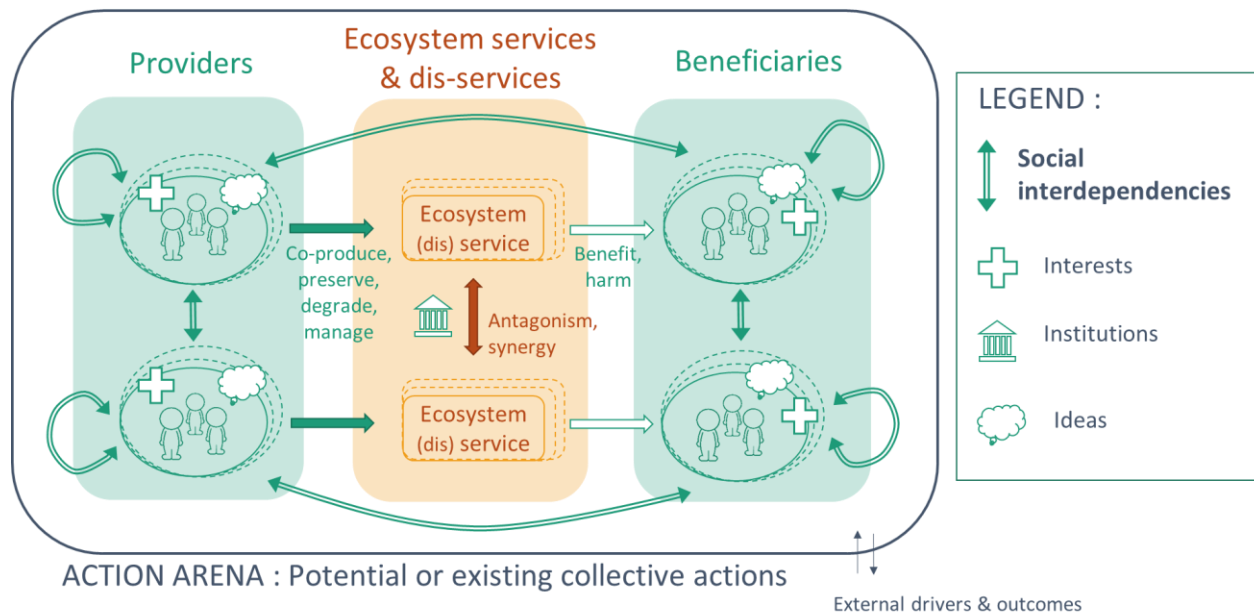 Providers
Ecosystem services
& dis-services
Beneficiaries
Ecosystem
(dis) service
Co-produce,
preserve,
degrade,
manage
Benefit,
harm
Antagonism,
synergy
Ecosystem
(dis) service
ACTION ARENA : Potential or existing collective actions
External drivers & outcomes
LEGEND :
Social
interdependencies
Interests
Institutions
Ideas